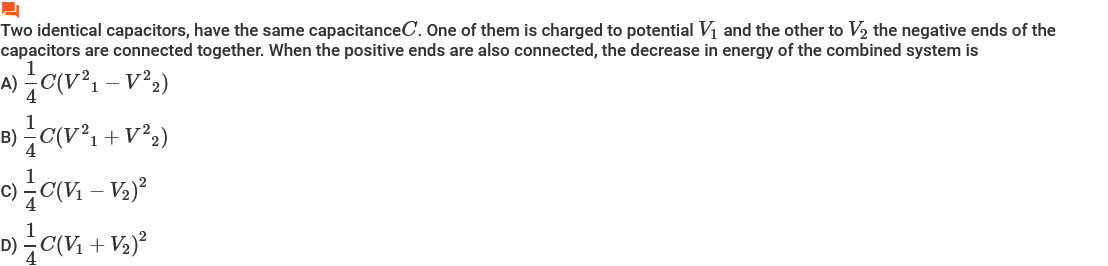 Two identical capacitors, have the same capacitance$C$. One of them is charged to potential $V_1$ and the other to $V_2$ the negative ends of the
capacitors are connected together. When the positive ends are also connected, the decrease in energy of the combined system is
A) $\frac{1}{4}C(V^2{}_1 - V^2{}_2)$
B) $\frac{1}{4}C(V^2{}_1 + V^2{}_2)$
C) $\frac{1}{4}C(V_1 - V_2)^2$
D) $\frac{1}{4}C(V_1 + V_2)^2$